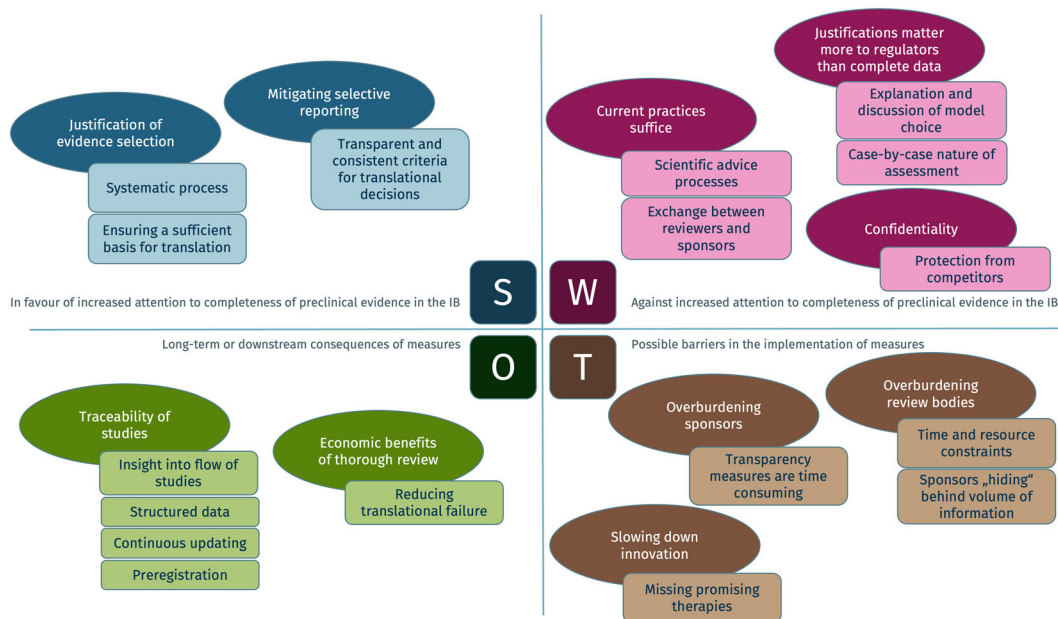 Justification of
evidence selection
Systematic process
Ensuring a sufficient
basis for translation
Mitigating selective
reporting
Transparent and
consistent criteria
for translational
decisions
In favour of increased attention to completeness of preclinical evidence in the IB
S
Current practices
suffice
Scientific advice
processes
Exchange between
reviewers and
sponsors
Justifications matter
more to regulators
than complete data
Explanation and
discussion of model
choice
Case-by-case nature of
assessment
Confidentiality
Protection from
competitors
W
Against increased attention to completeness of preclinical evidence in the IB
Long-term or downstream consequences of measures
O
Traceability of
studies
Insight into flow of
studies
Structured data
Continuous updating
Preregistration
Economic benefits
of thorough review
Reducing
translational failure
T
Possible barriers in the implementation of measures
Overburdening
sponsors
Transparency
measures are time
consuming
Overburdening
review bodies
Time and resource
constraints
Sponsors „hiding“
behind volume of
information
Slowing down
innovation
Missing promising
therapies